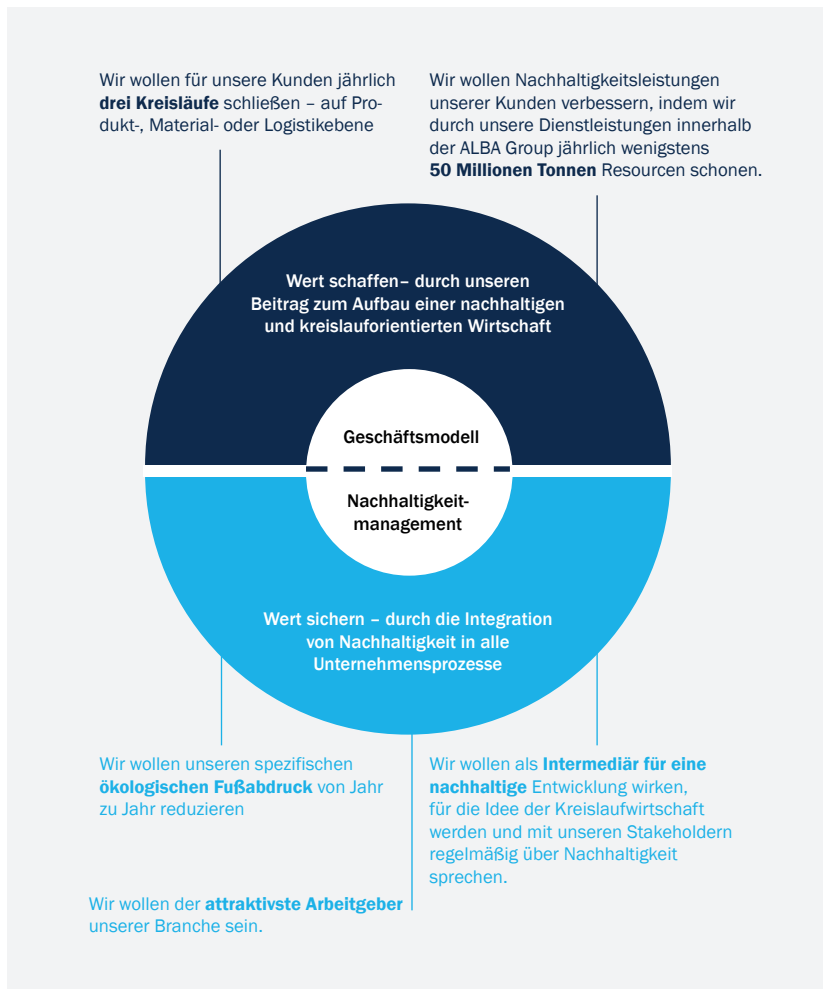 Wir wollen für unsere Kunden jährlich
drei Kreisläufe schließen – auf Pro-
dukt-, Material- oder Logistikebene
Wir wollen Nachhaltigkeitsleistungen
unserer Kunden verbessern, indem wir
durch unsere Dienstleistungen innerhalb
der ALBA Group jährlich wenigstens
50 Millionen Tonnen Resourcen schonen.
Wert schaffen– durch unseren
Beitrag zum Aufbau einer nachhaltigen
und kreislauforientierten Wirtschaft
Geschäftsmodell
Nachhaltigkeit-
management
Wert sichern – durch die Integration
von Nachhaltigkeit in alle
Unternehmensprozesse
Wir wollen unseren spezifischen
ökologischen Fußabdruck von Jahr
zu Jahr reduzieren
Wir wollen als Intermediär für eine
nachhaltige Entwicklung wirken,
für die Idee der Kreislaufwirtschaft
werden und mit unseren Stakeholdern
regelmäßig über Nachhaltigkeit
sprechen.
Wir wollen der attraktivste Arbeitgeber
unserer Branche sein.